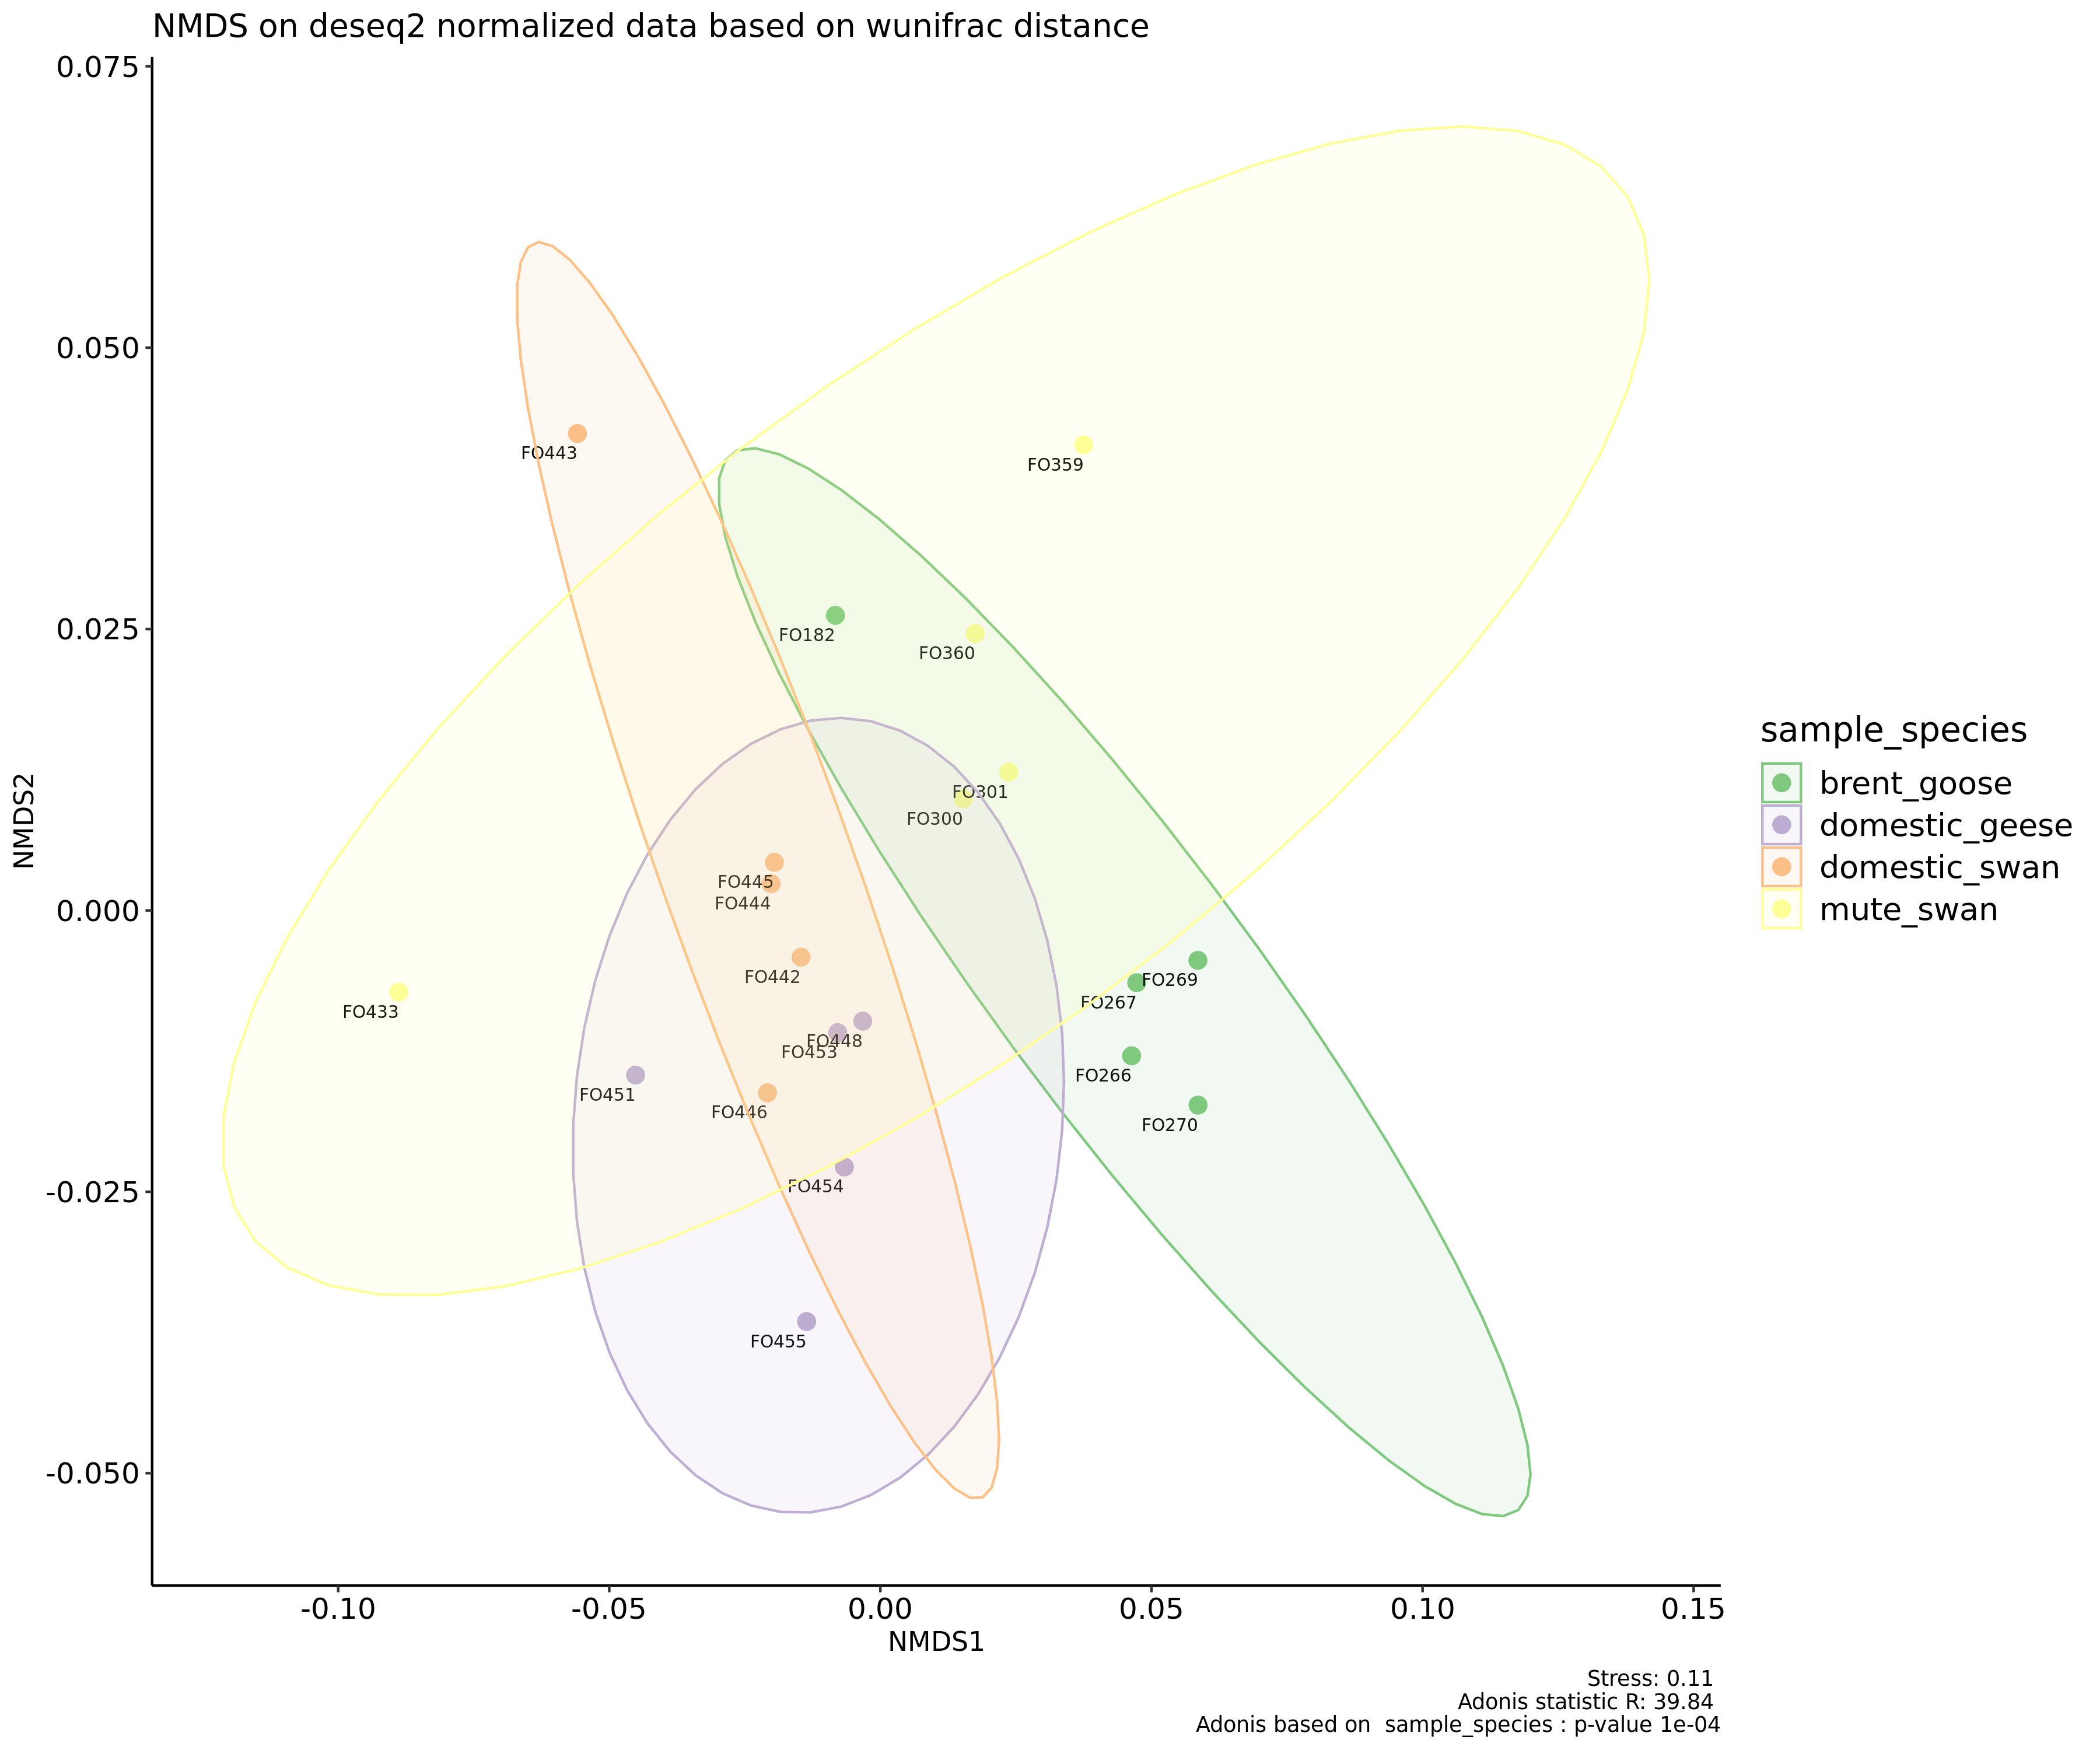 NMDS on deseq2 normalized data based on wunifrac distance
0.075
0.050
0.025
0.000
-0.025
-0.050
NMDS2
FO443
FO359
FO182
FO360
FO301
FO300
FO445
FO444
FO442
FO269
FO267
FO433
FO448
FO453
FO266
FO451
FO446
FO270
FO454
FO455
-0.10 -0.05 0.00 0.05 0.10 0.15
NMDS1
sample_species
brent_goose
domestic_geese
domestic_swan
mute_swan
Stress: 0.11
Adonis statistic R: 39.84
Adonis based on  sample_species : p-value 1e-04